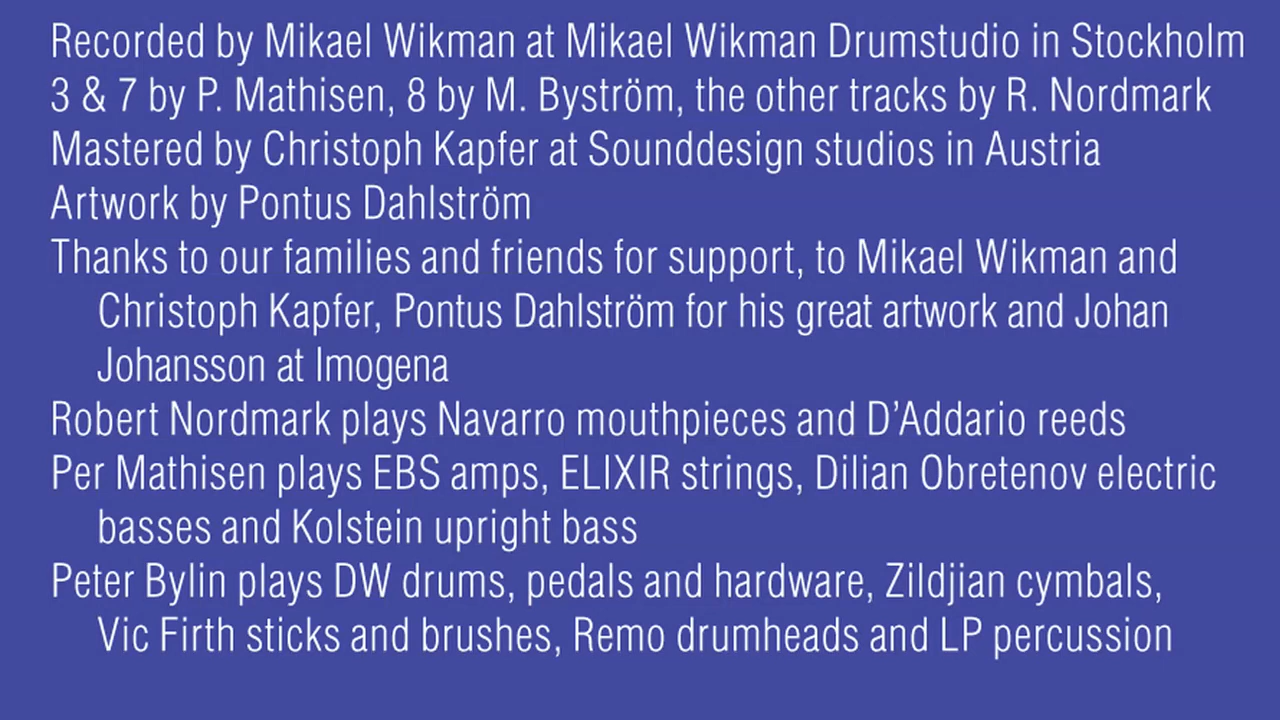 Recorded by Mikael Wikman at Mikael Wikman Drumstudio in Stockholm
3 & 7 by P. Mathisen, 8 by M. Byström, the other tracks by R. Nordmark
Mastered by Christoph Kapfer at Sounddesign studios in Austria
Artwork by Pontus Dahlström
Thanks to our families and friends for support, to Mikael Wikman and
Christoph Kapfer, Pontus Dahlström for his great artwork and Johan
Johansson at Imogena
Robert Nordmark plays Navarro mouthpieces and D’Addario reeds
Per Mathisen plays EBS amps, ELIXIR strings, Dilian Obretenov electric
basses and Kolstein upright bass
Peter Bylin plays DW drums, pedals and hardware, Zildjian cymbals,
Vic Firth sticks and brushes, Remo drumheads and LP percussion